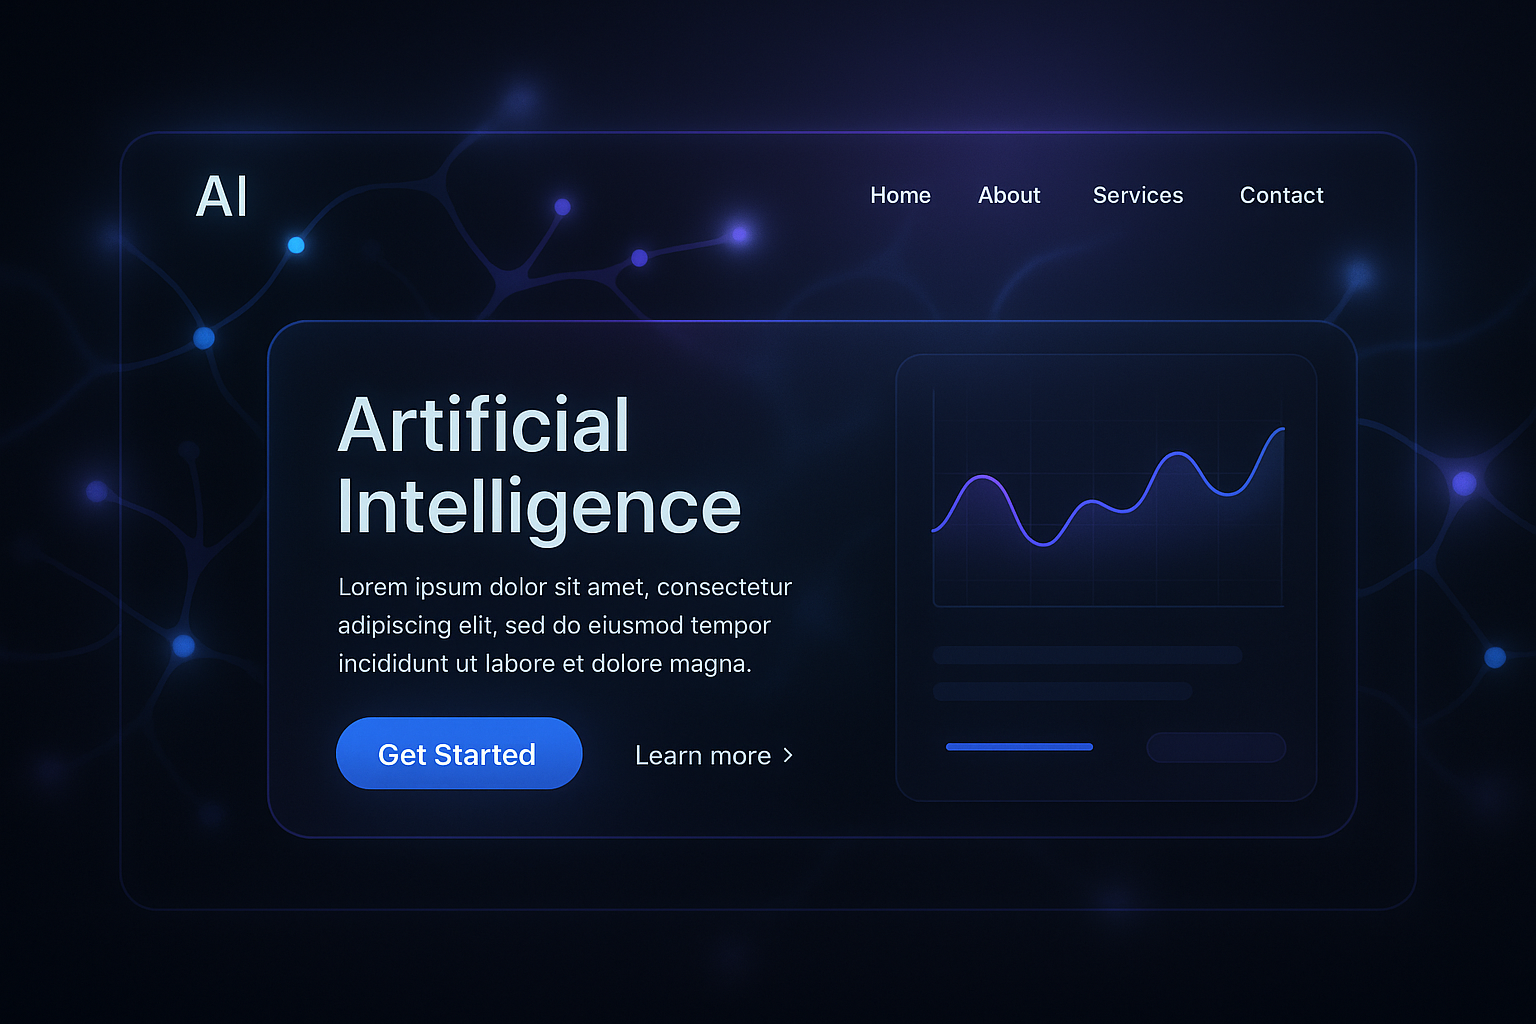 AI
Home About Services Contact
Artificial
Intelligence
Lorem ipsum dolor sit amet, consectetur
adipiscing elit, sed do eiusmod tempor
incididunt ut labore et dolore magna.
Get Started
Learn more >